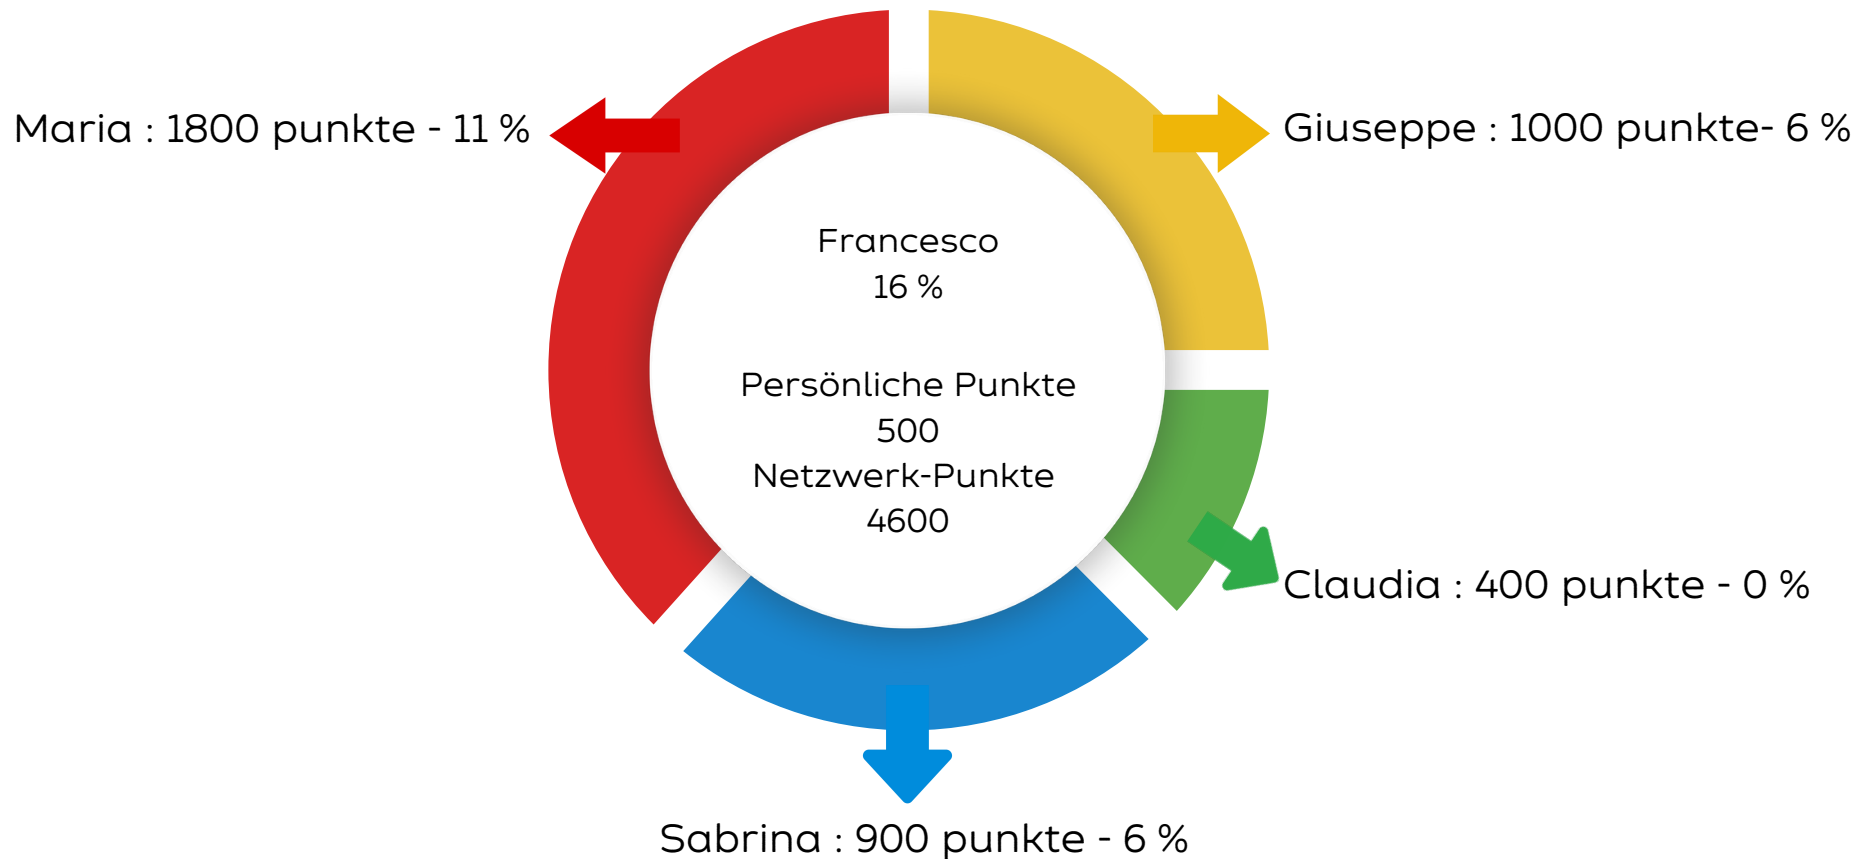 Maria : 1800 punkte - 11 %
Giuseppe : 1000 punkte- 6 %
Francesco
16 %
Persönliche Punkte
500
Netzwerk-Punkte
4600
Claudia : 400 punkte - 0 %
Sabrina : 900 punkte - 6 %